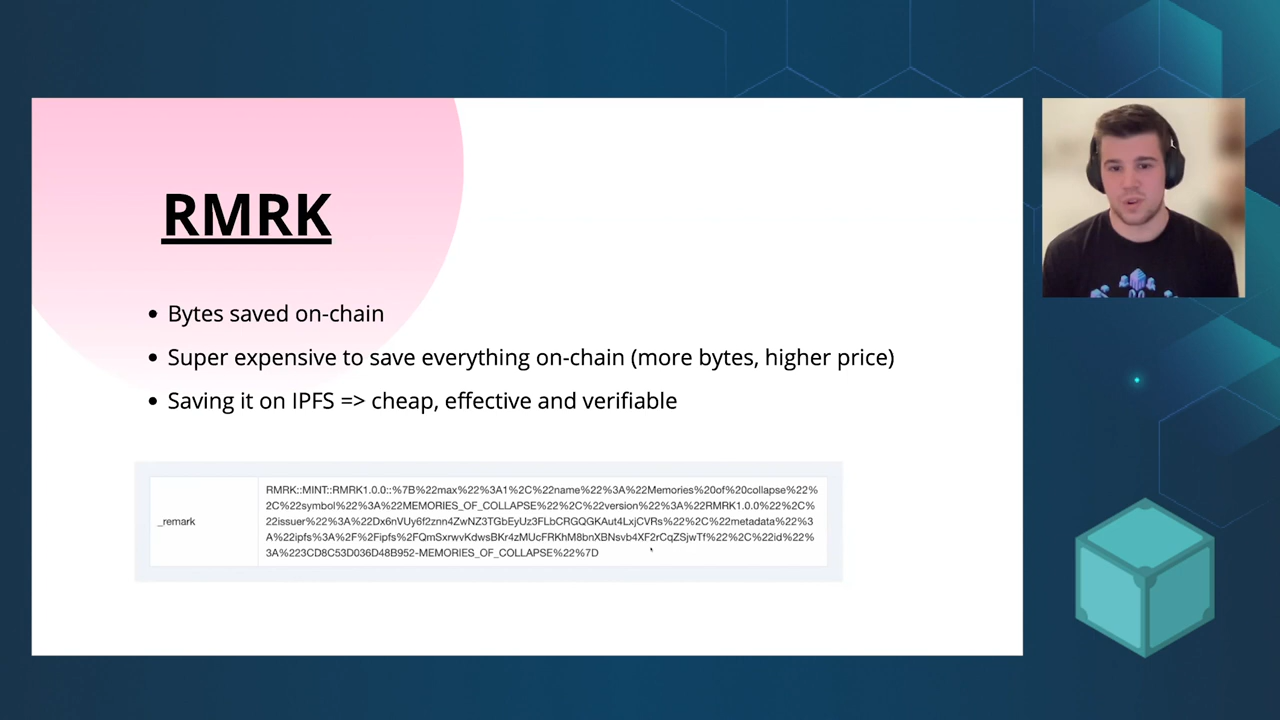 RMRK
• Bytes saved on-chain
• Super expensive to save everything on-chain (more bytes, higher price)
• Saving it on IPFS => cheap, effective and verifiable
_remark
RMRK::MINT::RMRK1.0.0::%7B%22max%22%3A1%2C%22name%22%3A%22Memories%20of%20collapse%22%
2C%22symbol%22%3A%22MEMORIES_OF_COLLAPSE%22%2C%22version%22%3A%22RMRK1.0.0%22%2C%
22issuer%22%3A%22Dx6nVUy6f2znn4ZwNZ3TGbEyUz3FLbCRGQGKAut4LxjCVRs%22%2C%22metadata%22%3
A%22ipfs%3A%2F%2Fipfs%2FQmSxrwvKdwsBKr4zMUcFRKhM8bnXBNsvb4XF2rCqZSjwTf%22%2C%22id%22%
3A%223CD8C53D036D48B952-MEMORIES_OF_COLLAPSE%22%7D